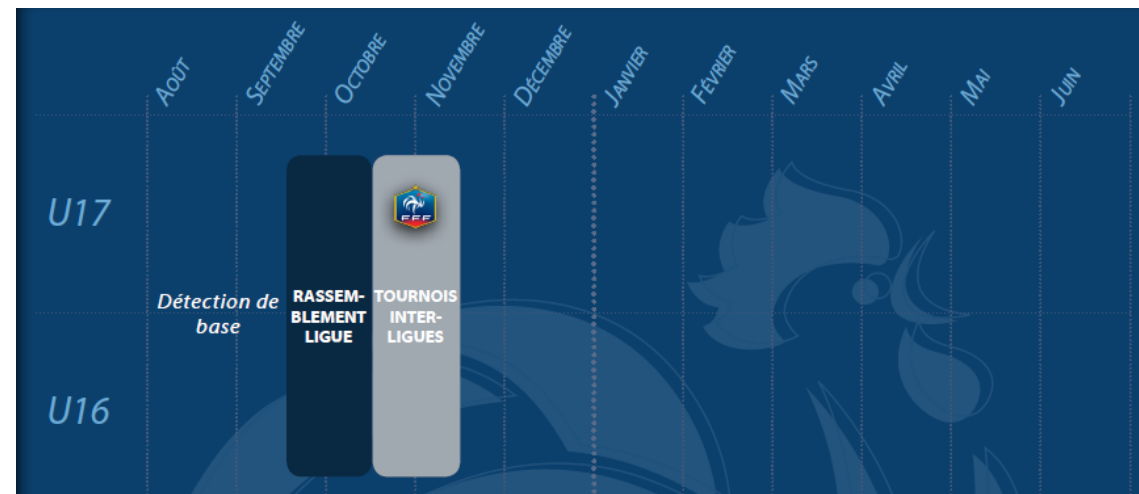 AOÛT
SEPTEMBRE
OCTOBRE
NOVEMBRE
DÉCEMBRE
JANVIER
FÉVRIER
MARS
AVRIL
MAI
JUIN
U17
FFF
Détection de
base
RASSEM-
BLEMENT
LIGUE
TOURNOIS
INTER-
LIGUES
U16